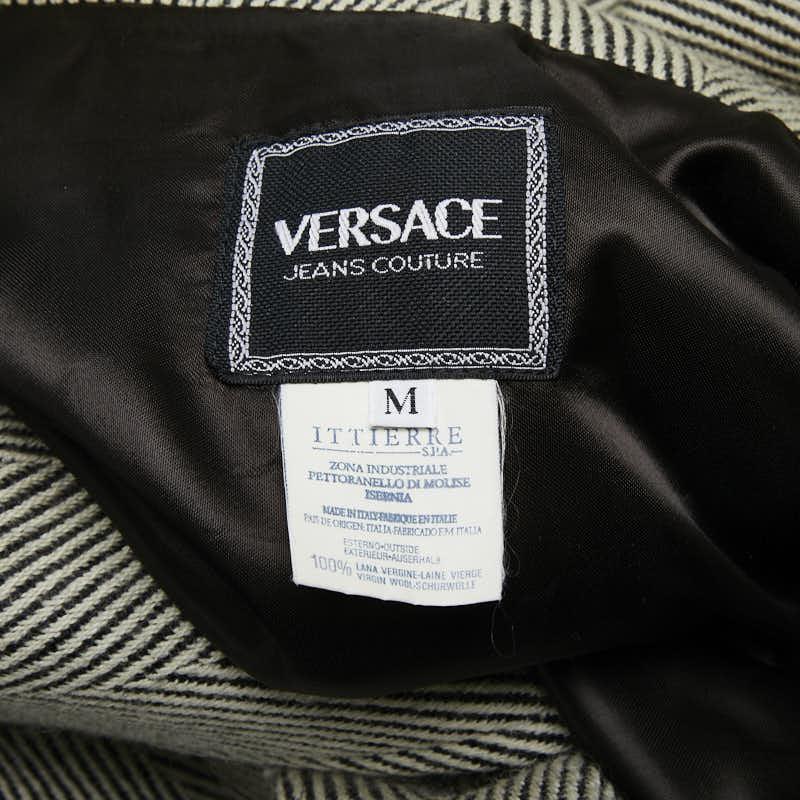 VERSACE
JEANS COUTURE
M
ITTIERRE
S.P.A.
ZONA INDUSTRIALE
PETTORANELLO DI MOLISE
ISERNIA
MADE IN ITALY-FABRIQUE EN ITALIE
PAIS DE ORIGEN: ITALIA-FABRICADO EM ITALIA
ESTERNO-OUTSIDE
EXTERIEUR-AUGERHALB
100% LANA VERGINE-LAINE VIERGE
VIRGIN WOOL-SCHURWOLLE